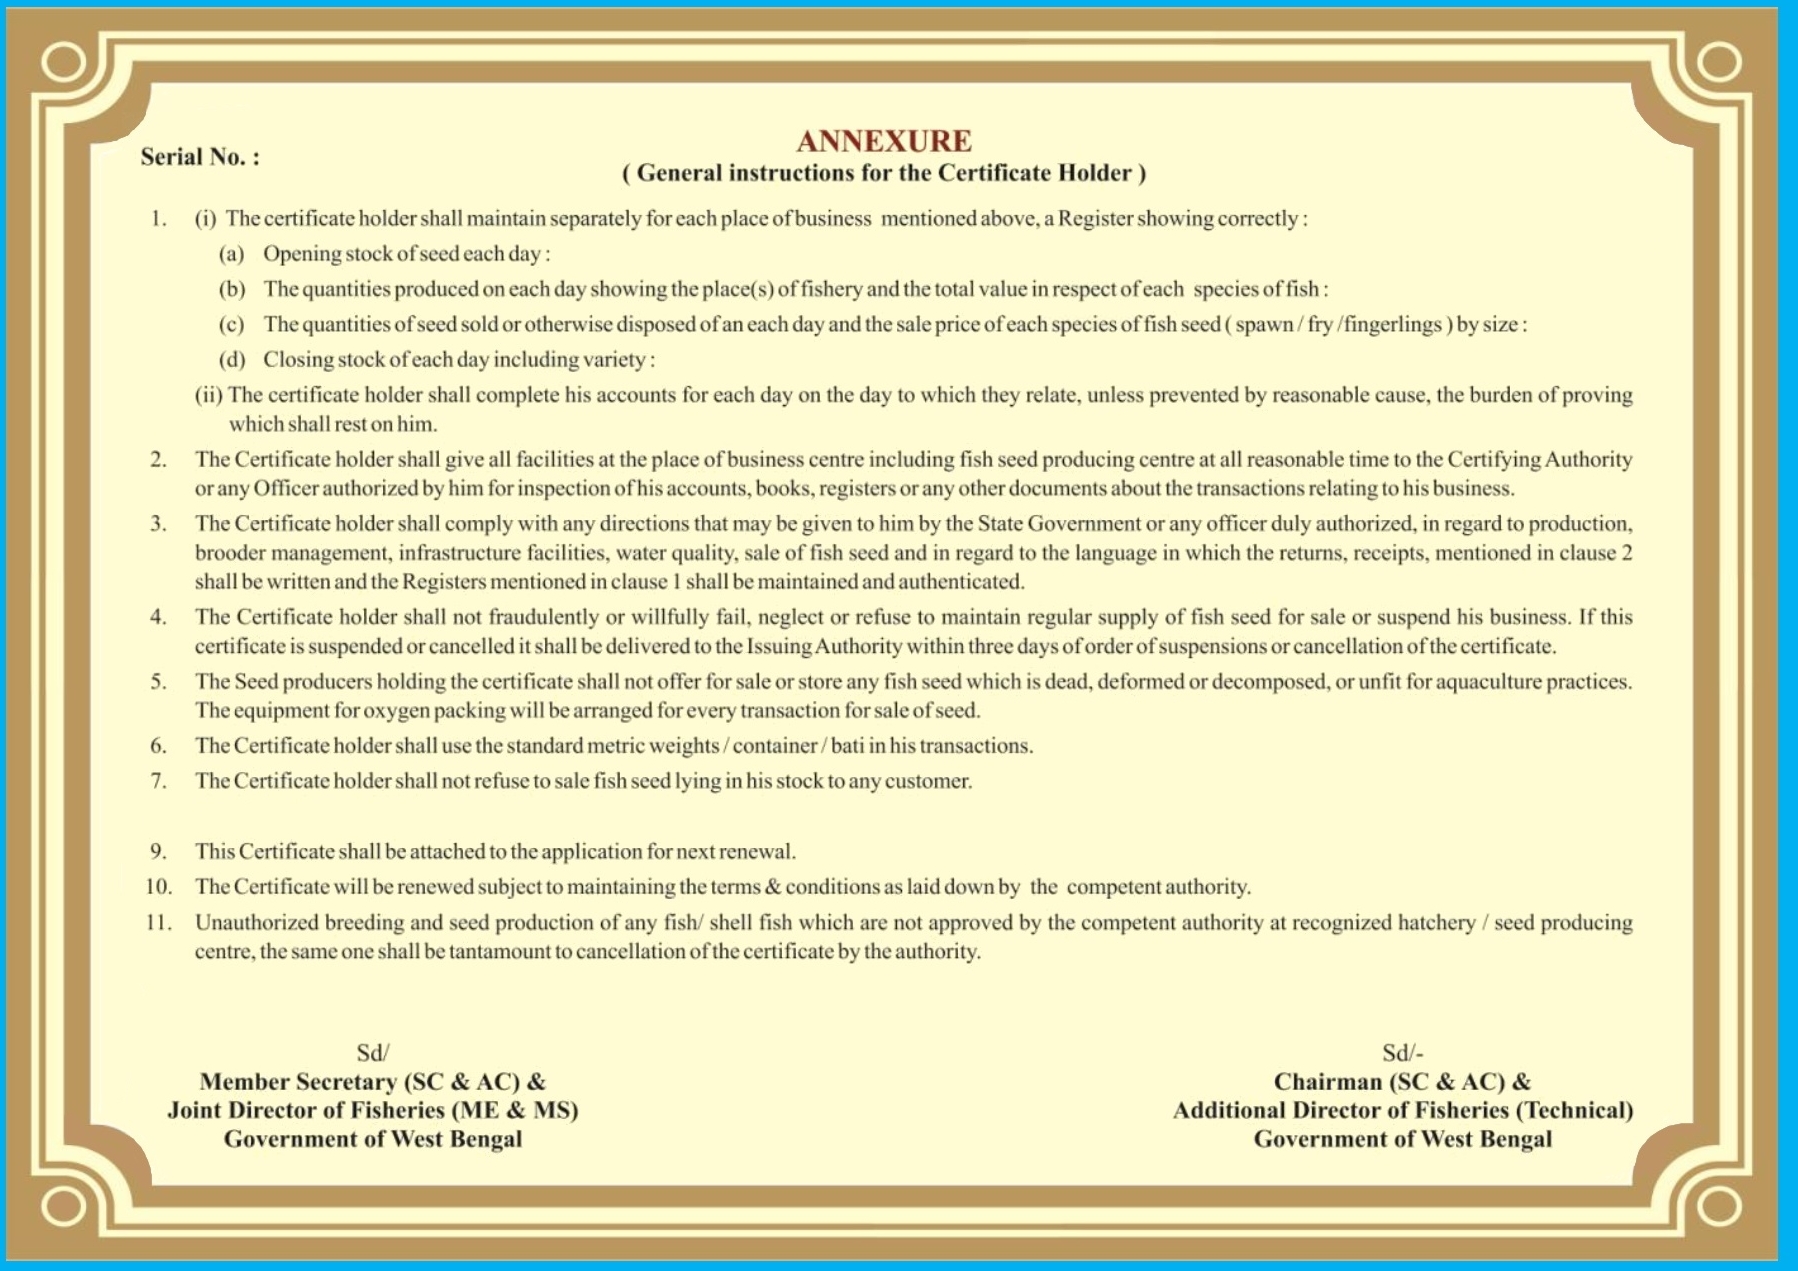 ANNEXURE
Serial No. :
( General instructions for the Certificate Holder )
1. (i) The certificate holder shall maintain separately for each place of business mentioned above, a Register showing correctly :
(a) Opening stock of seed each day :
(b) The quantities produced on each day showing the place(s) of fishery and the total value in respect of each species of fish :
(c) The quantities of seed sold or otherwise disposed of an each day and the sale price of each species of fish seed ( spawn / fry /fingerlings ) by size :
(d) Closing stock of each day including variety :
(ii) The certificate holder shall complete his accounts for each day on the day to which they relate, unless prevented by reasonable cause, the burden of proving
which shall rest on him.
2. The Certificate holder shall give all facilities at the place of business centre including fish seed producing centre at all reasonable time to the Certifying Authority
or any Officer authorized by him for inspection of his accounts, books, registers or any other documents about the transactions relating to his business.
3. The Certificate holder shall comply with any directions that may be given to him by the State Government or any officer duly authorized, in regard to production,
brooder management, infrastructure facilities, water quality, sale of fish seed and in regard to the language in which the returns, receipts, mentioned in clause 2
shall be written and the Registers mentioned in clause 1 shall be maintained and authenticated.
4. The Certificate holder shall not fraudulently or willfully fail, neglect or refuse to maintain regular supply of fish seed for sale or suspend his business. If this
certificate is suspended or cancelled it shall be delivered to the Issuing Authority within three days of order of suspensions or cancellation of the certificate.
5. The Seed producers holding the certificate shall not offer for sale or store any fish seed which is dead, deformed or decomposed, or unfit for aquaculture practices.
The equipment for oxygen packing will be arranged for every transaction for sale of seed.
6. The Certificate holder shall use the standard metric weights / container / bati in his transactions.
7. The Certificate holder shall not refuse to sale fish seed lying in his stock to any customer.
9. This Certificate shall be attached to the application for next renewal.
10. The Certificate will be renewed subject to maintaining the terms & conditions as laid down by the competent authority.
11. Unauthorized breeding and seed production of any fish/ shell fish which are not approved by the competent authority at recognized hatchery / seed producing
centre, the same one shall be tantamount to cancellation of the certificate by the authority.
Sd/
Member Secretary (SC & AC) &
Joint Director of Fisheries (ME & MS)
Government of West Bengal
Sd/-
Chairman (SC & AC) &
Additional Director of Fisheries (Technical)
Government of West Bengal